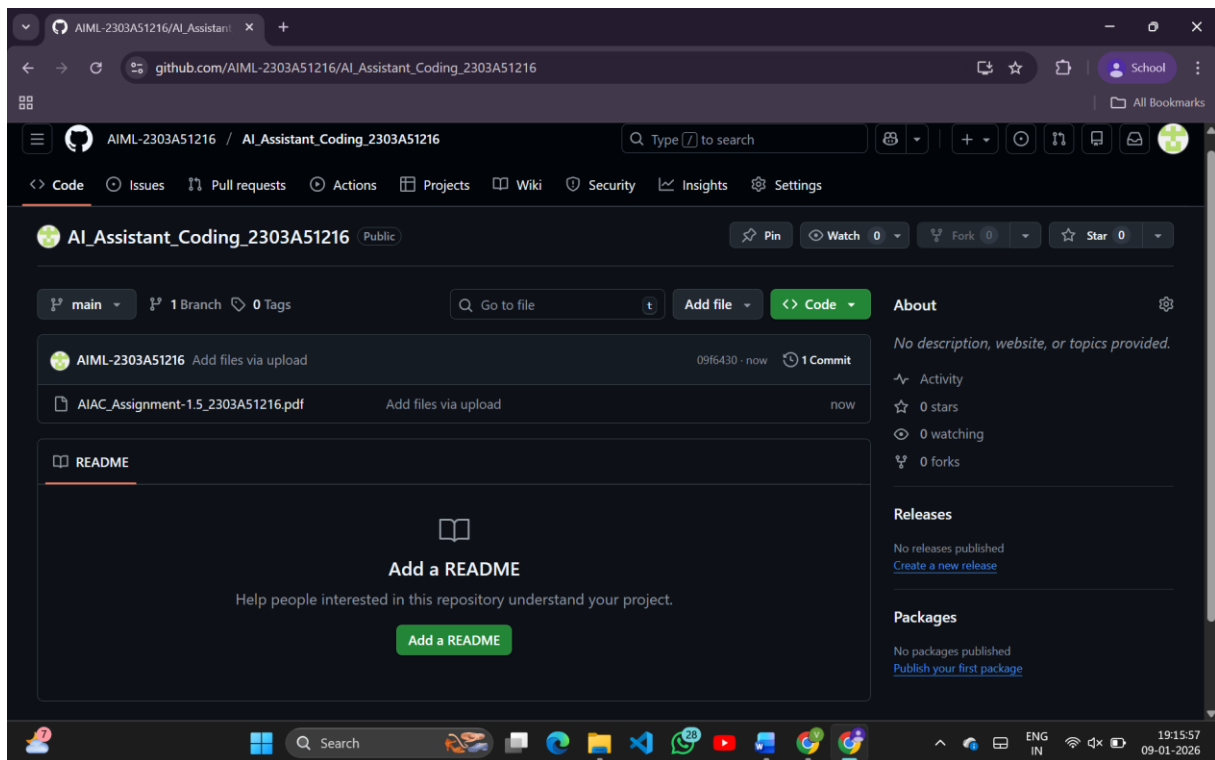 AIML-2303A51216/AI_Assistant
github.com/AIML-2303A51216/AI_Assistant_Coding_2303A51216
School
All Bookmarks
AIML-2303A51216 / AI_Assistant_Coding_2303A51216
Type / to search
Code Issues Pull requests Actions Projects Wiki Security Insights Settings
AI_Assistant_Coding_2303A51216 Public
Pin Watch 0 Fork 0 Star 0
main 1 Branch 0 Tags Go to file t Add file Code
AIML-2303A51216 Add files via upload 09f6430 · now 1 Commit
AIAC_Assignment-1.5_2303A51216.pdf Add files via upload now
README
Add a README
Help people interested in this repository understand your project.
Add a README
About
No description, website, or topics provided.
Activity
0 stars
0 watching
0 forks
Releases
No releases published
Create a new release
Packages
No packages published
Publish your first package
7
Search
28
V
ENG
IN
19:15:57
09-01-2026